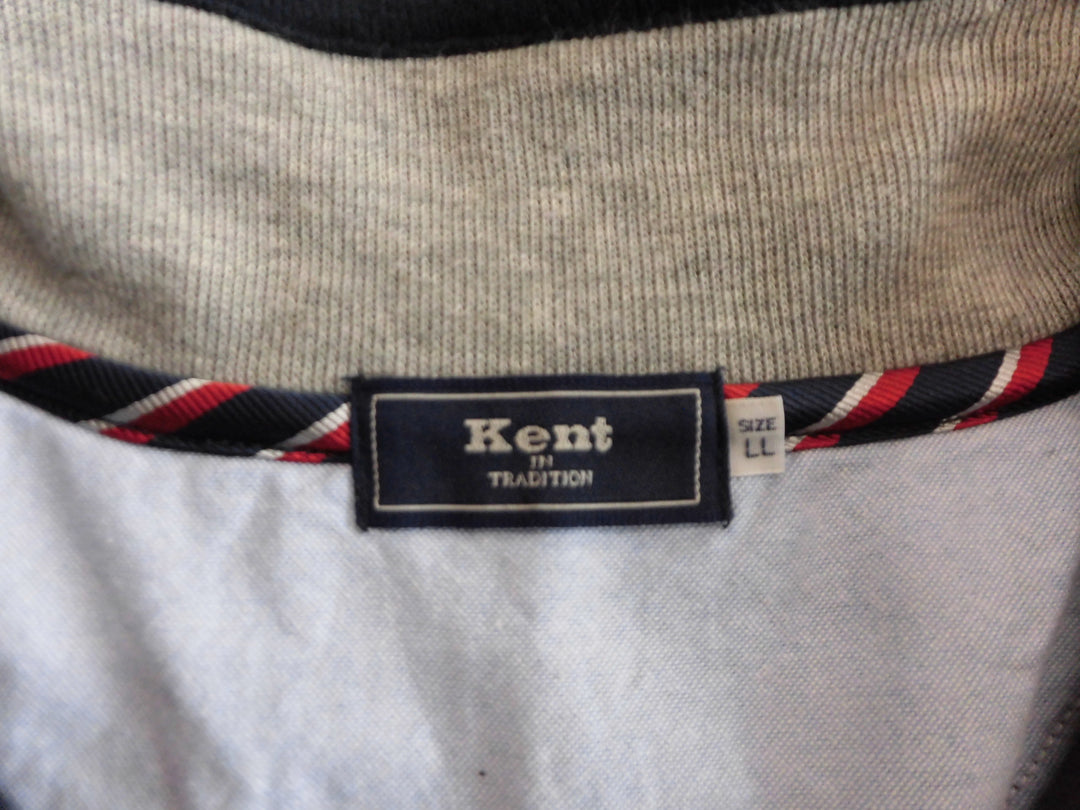 Kent
IN
TRADITION
SIZE
LL